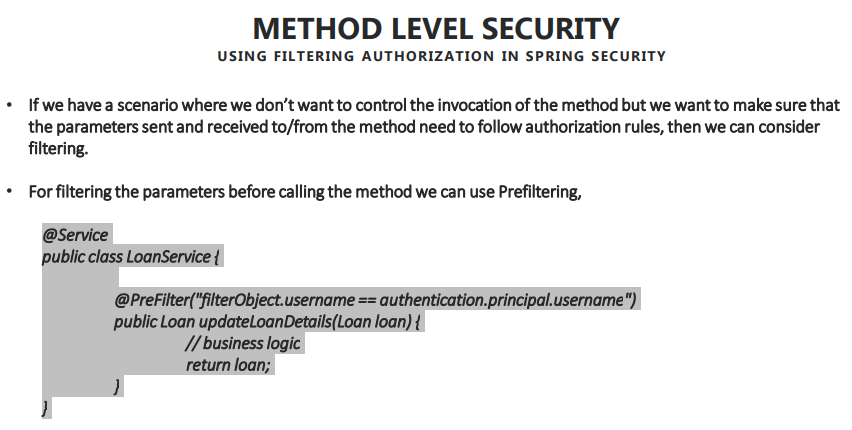 METHOD LEVEL SECURITY
USING FILTERING AUTHORIZATION IN SPRING SECURITY
• If we have a scenario where we don’t want to control the invocation of the method but we want to make sure that
the parameters sent and received to/from the method need to follow authorization rules, then we can consider
filtering.
• For filtering the parameters before calling the method we can use Prefiltering,
@Service
public class LoanService {
@PreFilter("filterObject.username == authentication.principal.username")
public Loan updateLoanDetails(Loan loan) {
// business logic
return loan;
}
}